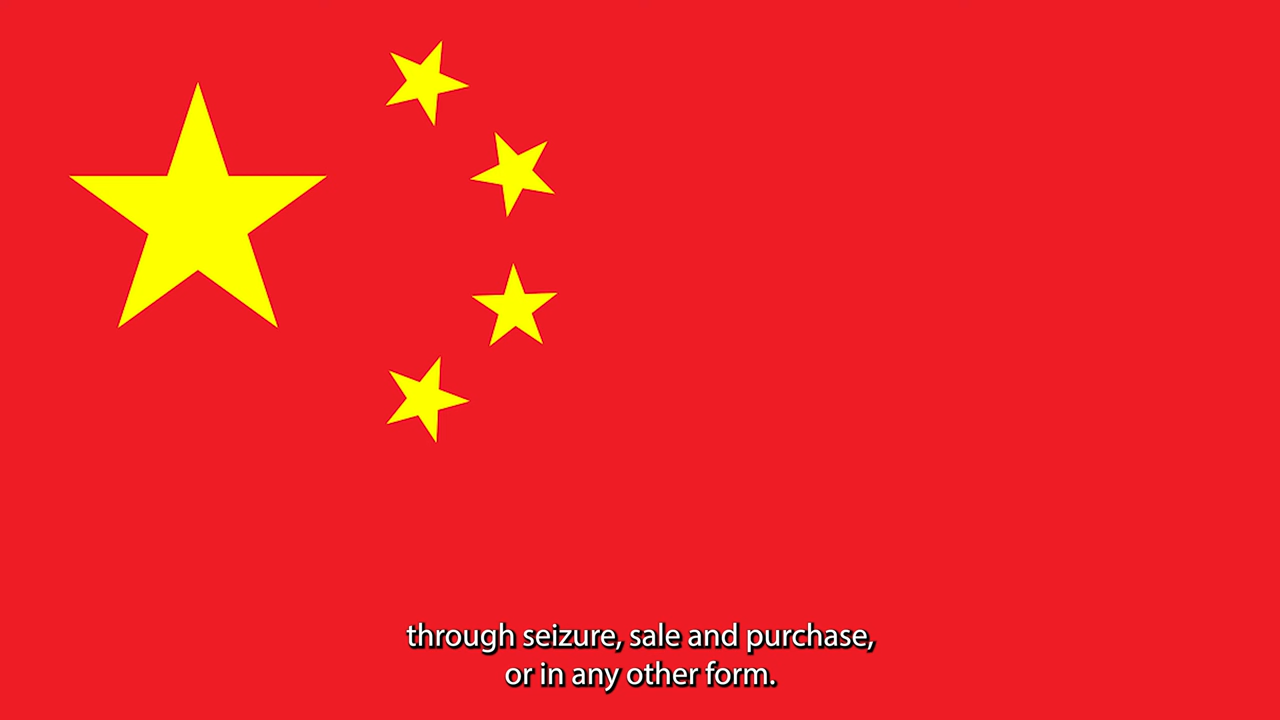 through seizure, sale and purchase,
or in any other form.